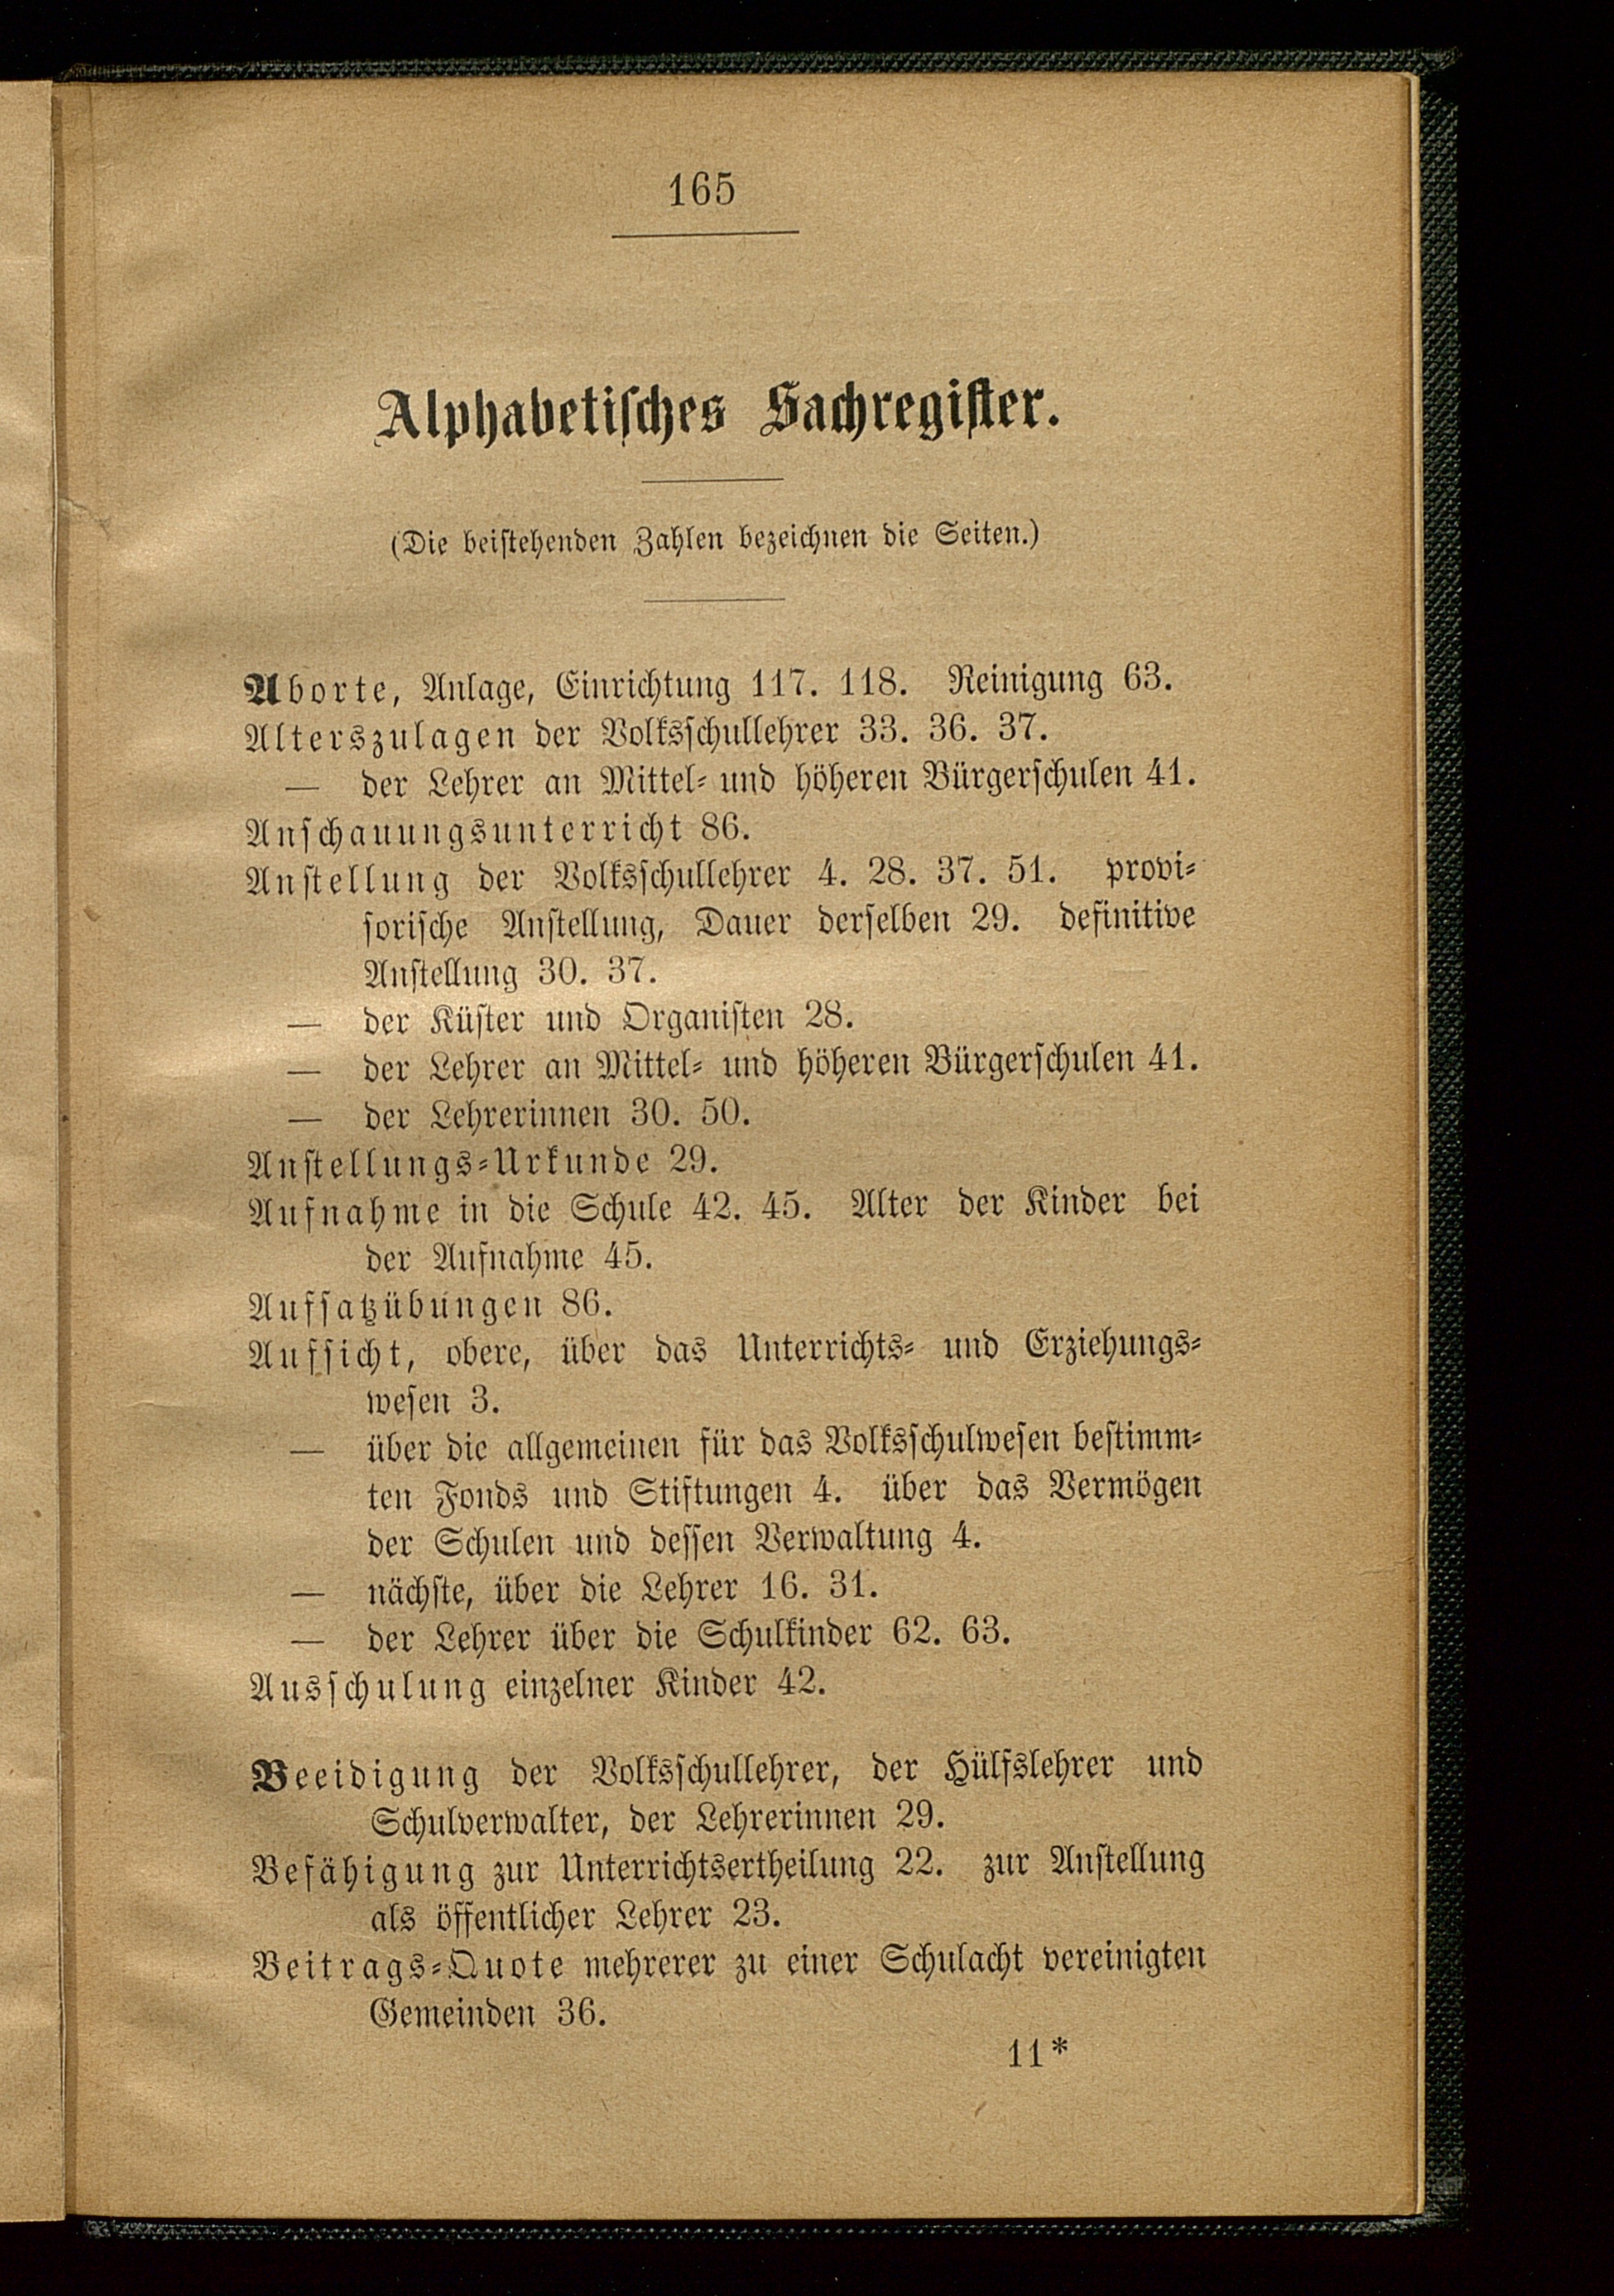 165
Alphabetisches Sachregister.
(Die beistehenden Zahlen bezeichnen die Seiten.)
Aborte, Anlage, Einrichtung 117. 118. Reinigung 63.
Alterszulagen der Volksschullehrer 33. 36. 37.
— der Lehrer an Mittel- und höheren Bürgerschulen 41.
Anschauungsunterricht 86.
Anstellung der Volksschullehrer 4. 28. 37. 51. provi-
sorische Anstellung, Dauer derselben 29. definitive
Anstellung 30. 37.
— der Küster und Organisten 28.
— der Lehrer an Mittel- und höheren Bürgerschulen 41.
— der Lehrerinnen 30. 50.
Anstellungs-Urkunde 29.
Aufnahme in die Schule 42. 45. Alter der Kinder bei
der Aufnahme 45.
Aufsatzübungen 86.
Aufsicht, obere, über das Unterrichts- und Erziehungs-
wesen 3.
— über die allgemeinen für das Volksschulwesen bestimm-
ten Fonds und Stiftungen 4. über das Vermögen
der Schulen und dessen Verwaltung 4.
— nächste, über die Lehrer 16. 31.
— der Lehrer über die Schulkinder 62. 63.
Ausschulung einzelner Kinder 42.
Beeidigung der Volksschullehrer, der Hülfslehrer und
Schulverwalter, der Lehrerinnen 29.
Befähigung zur Unterrichtsertheilung 22. zur Anstellung
als öffentlicher Lehrer 23.
Beitrags-Quote mehrerer zu einer Schulacht vereinigten
Gemeinden 36.
11*